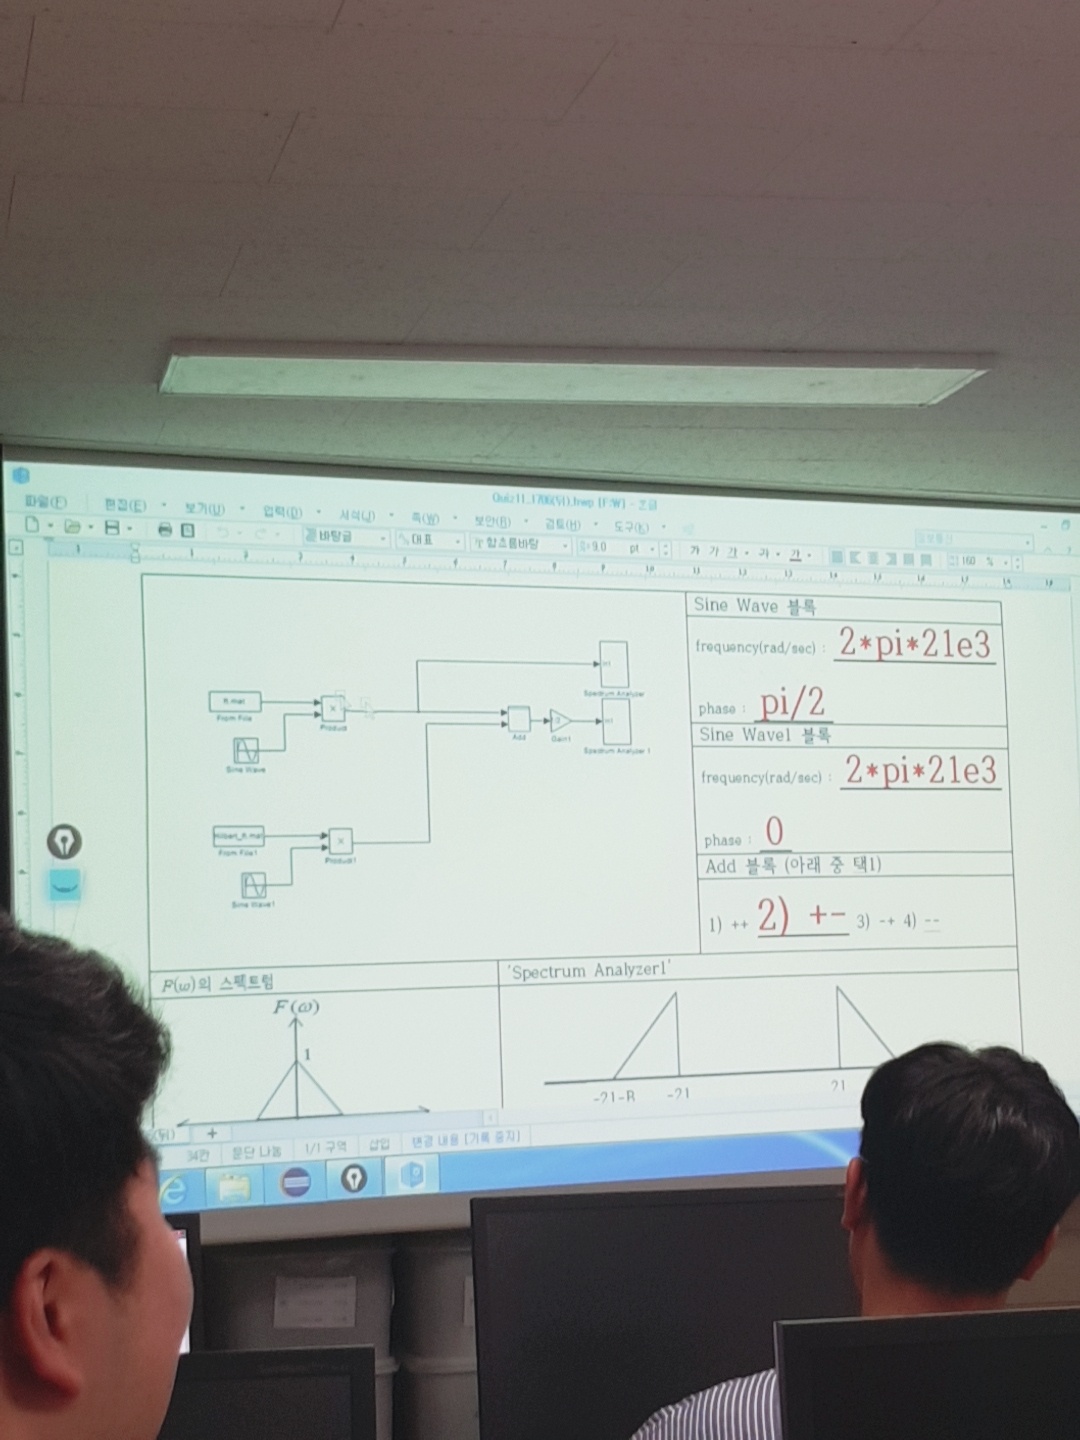 Quiz11_1706(정).hwp [F:\W] - 흔글
파일(F) 편집(E) 보기(U) 입력(D) 서식(J) 쪽(W) 보안(B) 검토(H) 도구(K)
바탕글 대표 함초롬바탕 9.0 pt 가 가 가 가 가 160 %
Sine Wave 블록
frequency(rad/sec) : 2*pi*21e3
phase : pi/2
Sine Wave1 블록
frequency(rad/sec) : 2*pi*21e3
phase : 0
Add 블록 (아래 중 택1)
1) ++ 2) +- 3) -+ 4) --
ft.mat
From File
×
Product
Sine Wave
Spectrum Analyzer
Add
Gain1
Spectrum Analyzer 1
Hilbert_ft.mat
From File1
×
Product1
Sine Wave1
F(ω)의 스펙트럼
F(ω)
1
'Spectrum Analyzer1'
-21-B -21 21
34칸 문단 나눔 1/1 구역 삽입 변경 내용 [기록 중지]